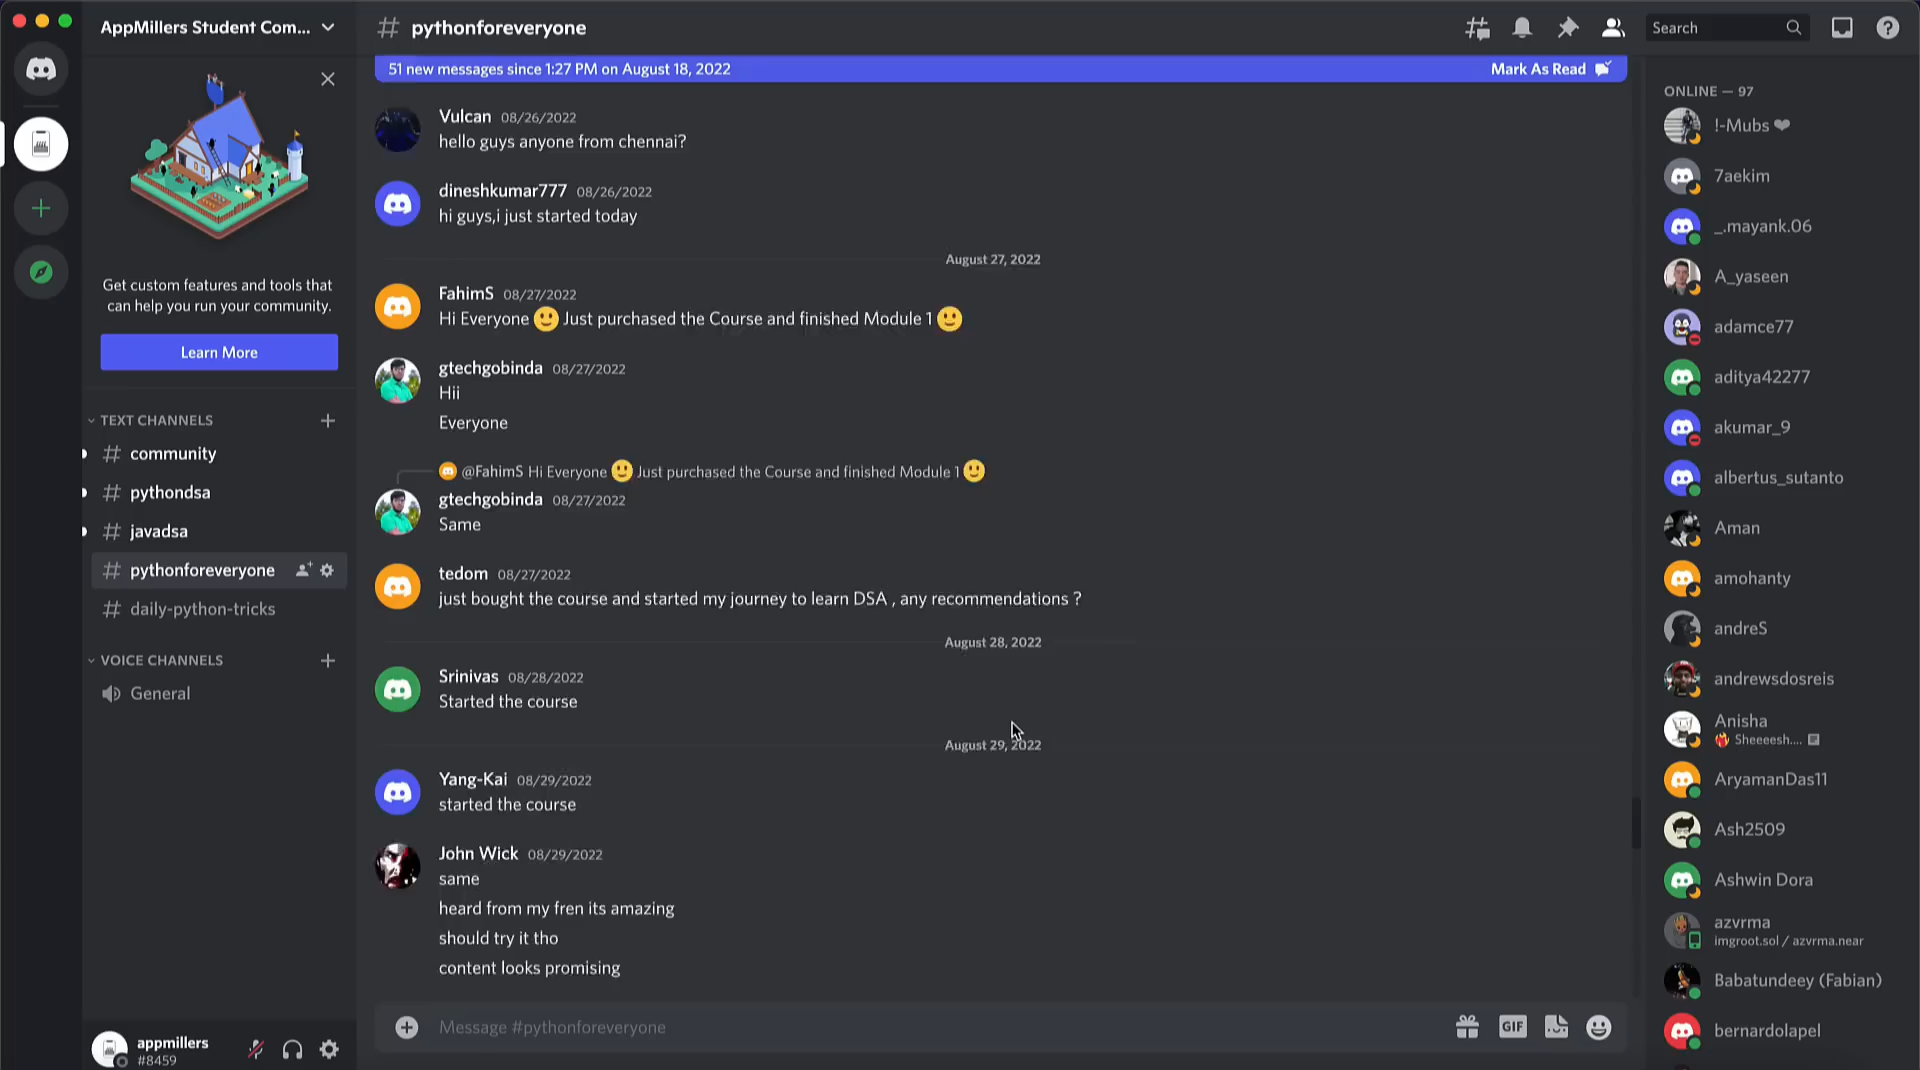 AppMillers Student Com...
# pythonforeveryone
Search
51 new messages since 1:27 PM on August 18, 2022
Mark As Read
Get custom features and tools that
can help you run your community.
Learn More
TEXT CHANNELS
# community
# pythondsa
# javadsa
# pythonforeveryone
# daily-python-tricks
VOICE CHANNELS
General
appmillers
#8459
Vulcan 08/26/2022
hello guys anyone from chennai?
dineshkumar777 08/26/2022
hi guys,i just started today
August 27, 2022
FahimS 08/27/2022
Hi Everyone 🙂 Just purchased the Course and finished Module 1 🙂
gtechgobinda 08/27/2022
Hii
Everyone
@FahimS Hi Everyone 🙂 Just purchased the Course and finished Module 1 🙂
gtechgobinda 08/27/2022
Same
tedom 08/27/2022
just bought the course and started my journey to learn DSA , any recommendations ?
August 28, 2022
Srinivas 08/28/2022
Started the course
August 29, 2022
Yang-Kai 08/29/2022
started the course
John Wick 08/29/2022
same
heard from my fren its amazing
should try it tho
content looks promising
Message #pythonforeveryone
GIF
ONLINE — 97
!-Mubs ❤
7aekim
_.mayank.06
A_yaseen
adamce77
aditya42277
akumar_9
albertus_sutanto
Aman
amohanty
andreS
andrewsdosreis
Anisha
Sheeeesh....
AryamanDas11
Ash2509
Ashwin Dora
azvrma
imgroot.sol / azvrma.near
Babatundeey (Fabian)
bernardolapel